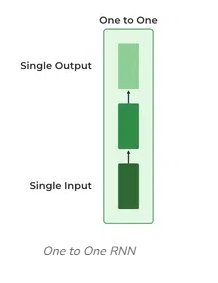 One to One
Single Output
Single Input
One to One RNN